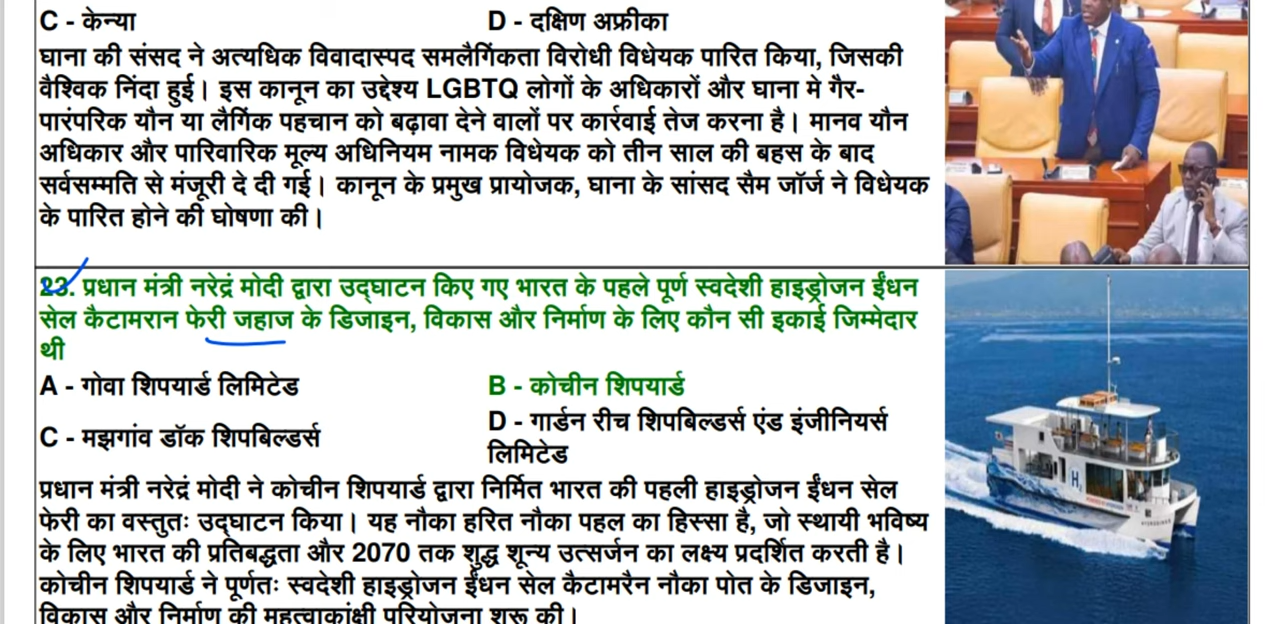 C - केन्या
D - दक्षिण अफ्रीका
घाना की संसद ने अत्यधिक विवादास्पद समलैगिंकता विरोधी विधेयक पारित किया, जिसकी
वैश्विक निंदा हुई। इस कानून का उद्देश्य LGBTQ लोगों के अधिकारों और घाना मे गैर-
पारंपरिक यौन या लैगिंक पहचान को बढ़ावा देने वालों पर कार्रवाई तेज करना है। मानव यौन
अधिकार और पारिवारिक मूल्य अधिनियम नामक विधेयक को तीन साल की बहस के बाद
सर्वसम्मति से मंजूरी दे दी गई। कानून के प्रमुख प्रायोजक, घाना के सांसद सैम जॉर्ज ने विधेयक
के पारित होने की घोषणा की।
23. प्रधान मंत्री नरेद्रं मोदी द्वारा उद्घाटन किए गए भारत के पहले पूर्ण स्वदेशी हाइड्रोजन ईंधन
सेल कैटामरान फेरी जहाज के डिजाइन, विकास और निर्माण के लिए कौन सी इकाई जिम्मेदार
थी
A - गोवा शिपयार्ड लिमिटेड
B - कोचीन शिपयार्ड
C - मझगांव डॉक शिपबिल्डर्स
D - गार्डन रीच शिपबिल्डर्स एंड इंजीनियर्स
लिमिटेड
प्रधान मंत्री नरेद्रं मोदी ने कोचीन शिपयार्ड द्वारा निर्मित भारत की पहली हाइड्रोजन ईंधन सेल
फेरी का वस्तुतः उद्घाटन किया। यह नौका हरित नौका पहल का हिस्सा है, जो स्थायी भविष्य
के लिए भारत की प्रतिबद्धता और 2070 तक शुद्ध शून्य उत्सर्जन का लक्ष्य प्रदर्शित करती है।
कोचीन शिपयार्ड ने पूर्णतः स्वदेशी हाइड्रोजन ईंधन सेल कैटामरैन नौका पोत के डिजाइन,
विकास और निर्माण की महत्वाकांक्षी परियोजना शुरू की।